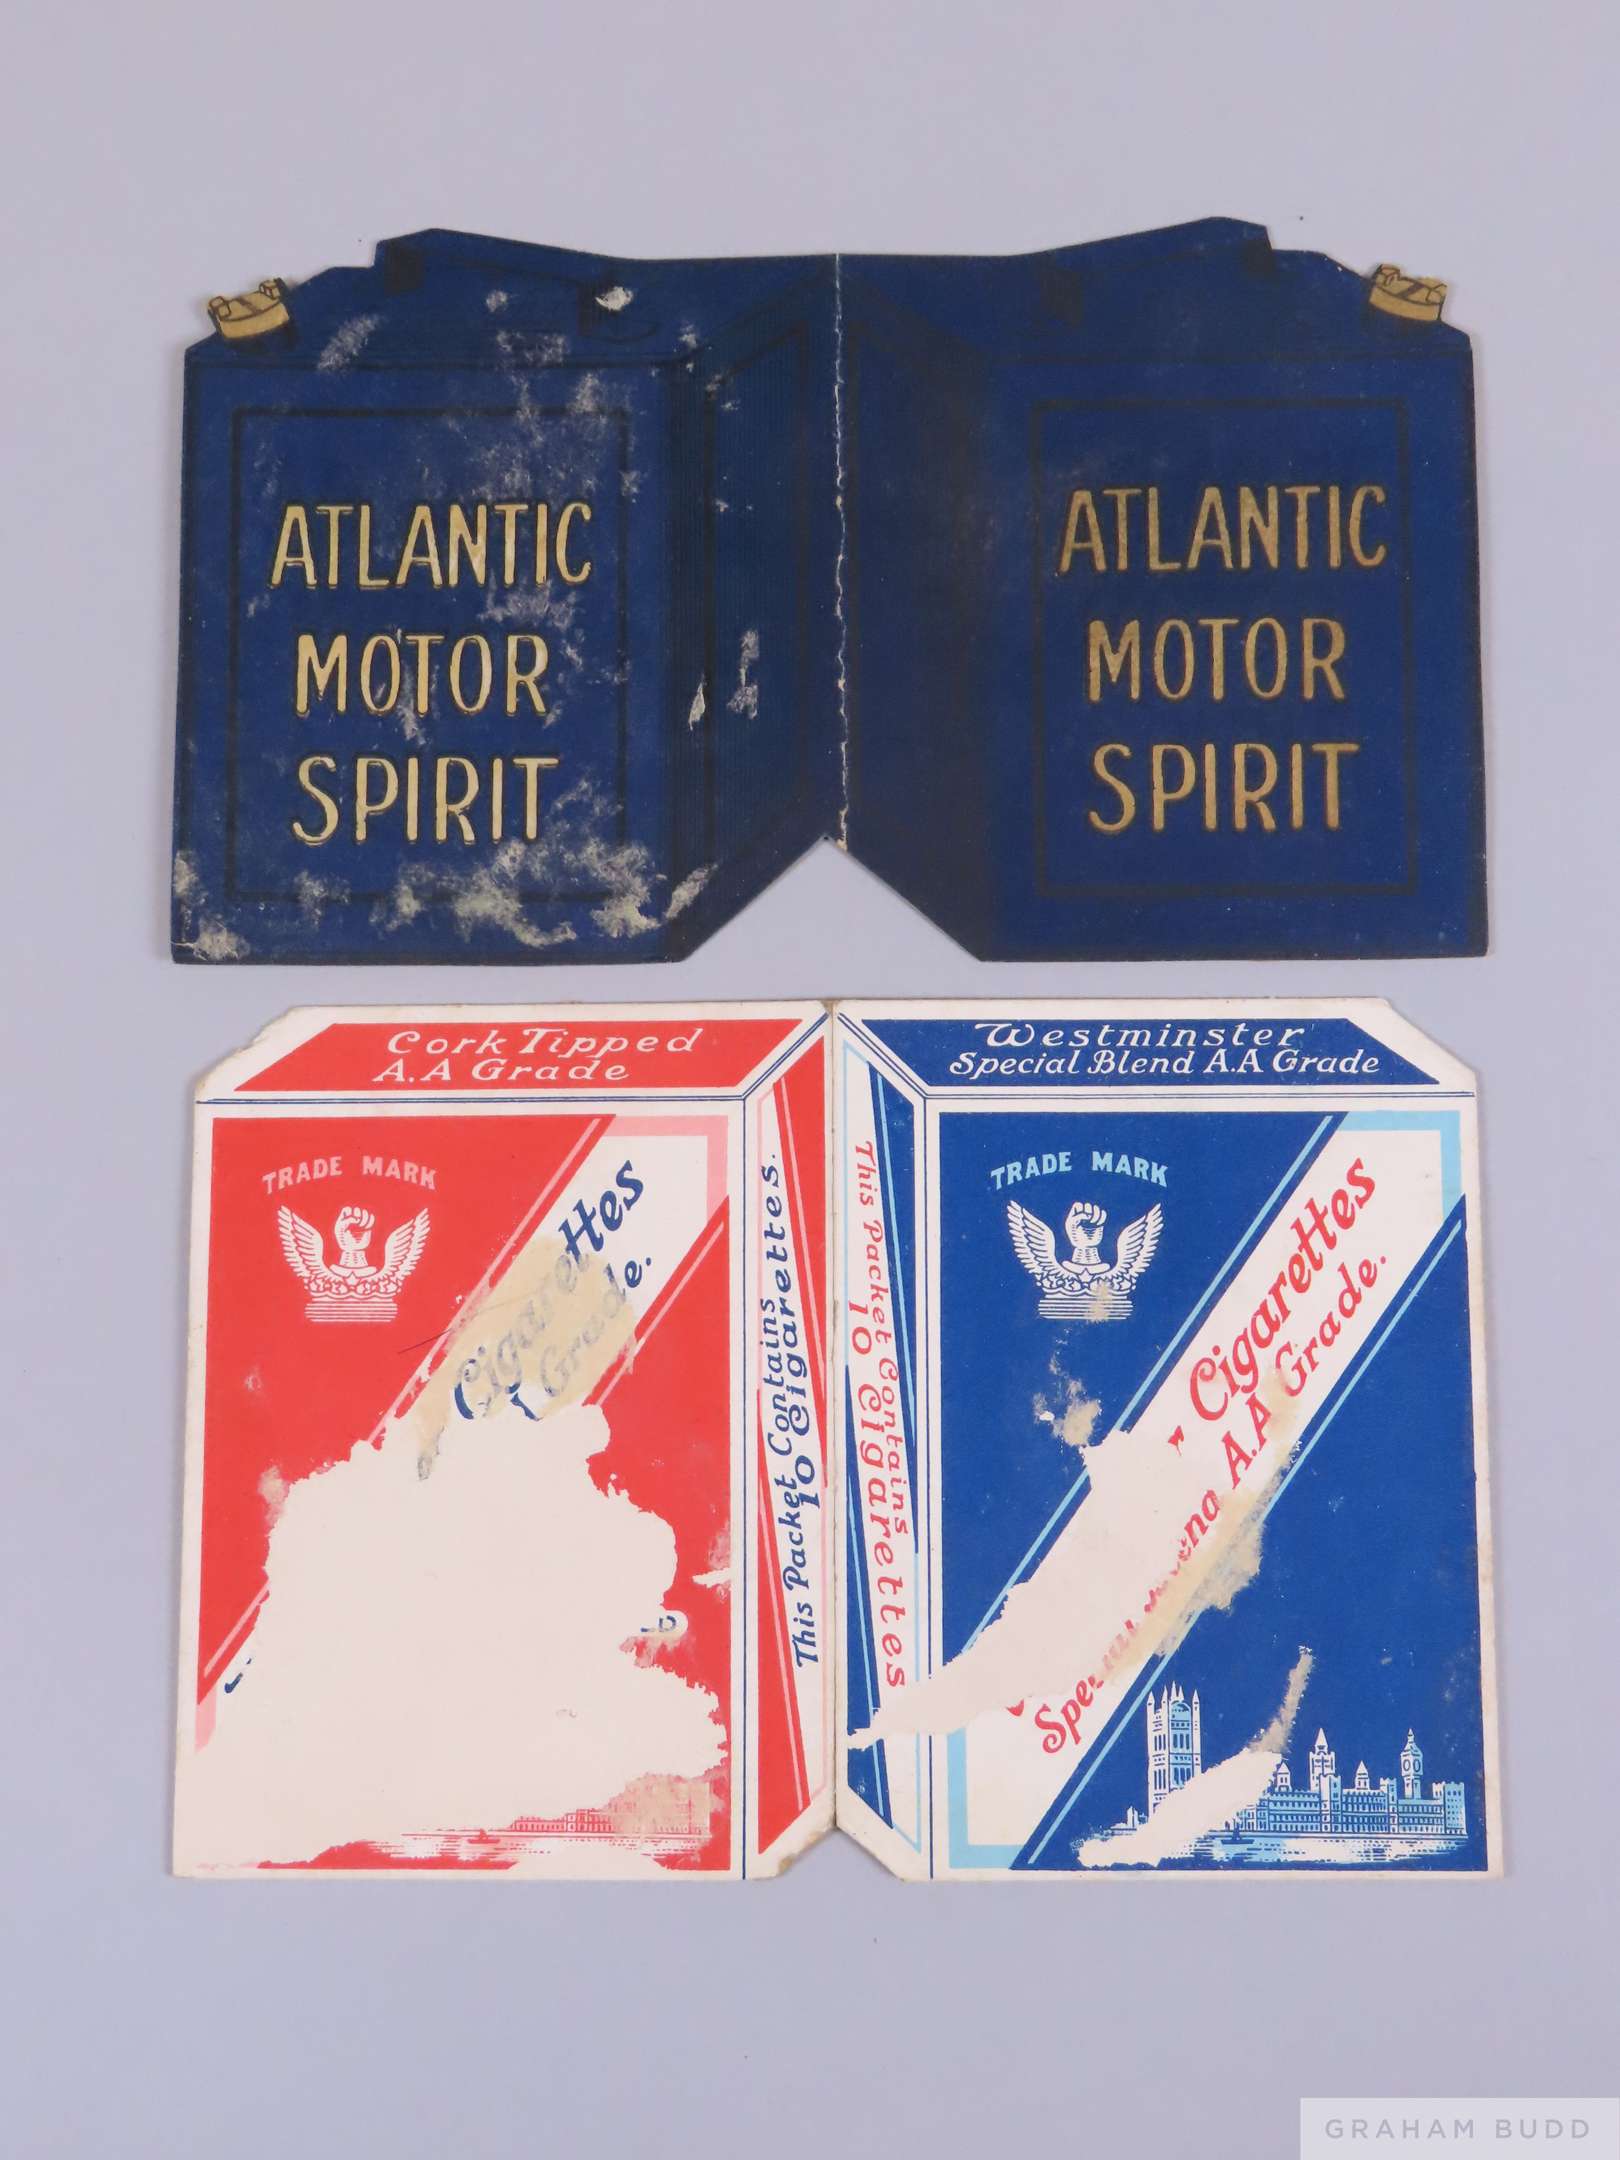 ATLANTIC
MOTOR
SPIRIT
ATLANTIC
MOTOR
SPIRIT
Cork Tipped
A.A Grade
TRADE MARK
Cigarettes
Grade.
This Packet Contains
10 Cigarettes.
Westminster
Special Blend A.A Grade
This Packet Contains
10 Cigarettes
TRADE MARK
Cigarettes
A.A Grade.
GRAHAM BUDD